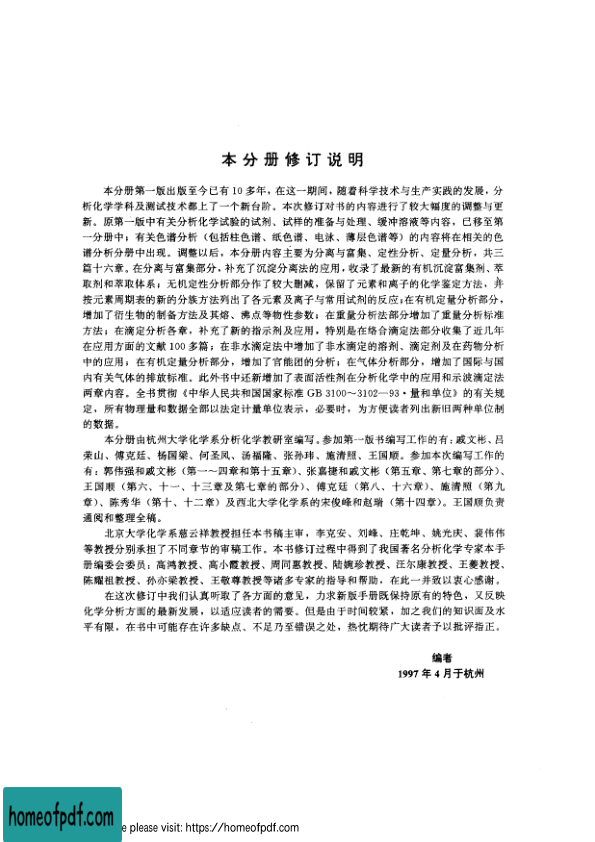 本分册修订说明
本分册第一版出版至今已有 10 多年，在这一期间，随着科学技术与生产实践的发展，分
析化学学科及测试技术都上了一个新台阶。本次修订对书的内容进行了较大幅度的调整与更
新。原第一版中有关分析化学试验的试剂、试样的准备与处理、缓冲溶液等内容，已移至第
一分册中；有关色谱分析（包括柱色谱、纸色谱、电泳、薄层色谱等）的内容将在相关的色
谱分析分册中出现。调整以后，本分册内容主要为分离与富集、定性分析、定量分析，共三
篇十六章。在分离与富集部分，补充了沉淀分离法的应用，收录了最新的有机沉淀富集剂、萃
取剂和萃取体系；无机定性分析部分作了较大删减，保留了元素和离子的化学鉴定方法，并
按元素周期表的新的分族方法列出了各元素及离子与常用试剂的反应；在有机定量分析部分，
增加了衍生物的制备方法及其熔、沸点等物性参数；在重量分析法部分增加了重量分析标准
方法；在滴定分析各章，补充了新的指示剂及应用，特别是在络合滴定法部分收集了近几年
在应用方面的文献 100 多篇；在非水滴定法中增加了非水滴定的溶剂、滴定剂及在药物分析
中的应用；在有机定量分析部分，增加了官能团的分析；在气体分析部分，增加了国际与国
内有关气体的排放标准。此外书中还新增加了表面活性剂在分析化学中的应用和示波滴定法
两章内容。全书贯彻《中华人民共和国国家标准 GB 3100～3102—93·量和单位》的有关规
定，所有物理量和数据全部以法定计量单位表示，必要时，为方便读者列出新旧两种单位制
的数据。
本分册由杭州大学化学系分析化学教研室编写。参加第一版书编写工作的有：戚文彬、吕
荣山、傅克廷、杨国梁、何圣凤、汤福隆、张孙玮、施清照、王国顺。参加本次编写工作的
有：郭伟强和戚文彬（第一～四章和第十五章）、张嘉捷和戚文彬（第五章、第七章的部分）、
王国顺（第六、十一、十三章及第七章的部分）、傅克廷（第八、十六章）、施清照（第九
章）、陈秀华（第十、十二章）及西北大学化学系的宋俊峰和赵瑞（第十四章）。王国顺负责
通阅和整理全稿。
北京大学化学系慈云祥教授担任本书稿主审，李克安、刘峰、庄乾坤、姚光庆、裴伟伟
等教授分别承担了不同章节的审稿工作。本书修订过程中得到了我国著名分析化学专家本手
册编委会委员：高鸿教授、高小霞教授、周同惠教授、陆婉珍教授、汪尔康教授、王夔教授、
陈耀祖教授、孙亦梁教授、王敬尊教授等诸多专家的指导和帮助，在此一并致以衷心感谢。
在这次修订中我们认真听取了各方面的意见，力求新版手册既保持原有的特色，又反映
化学分析方面的最新发展，以适应读者的需要。但是由于时间较紧，加之我们的知识面及水
平有限，在书中可能存在许多缺点、不足乃至错误之处，热忱期待广大读者予以批评指正。
编者
1997 年 4 月于杭州
homeofpdf.com
e please visit: https://homeofpdf.com